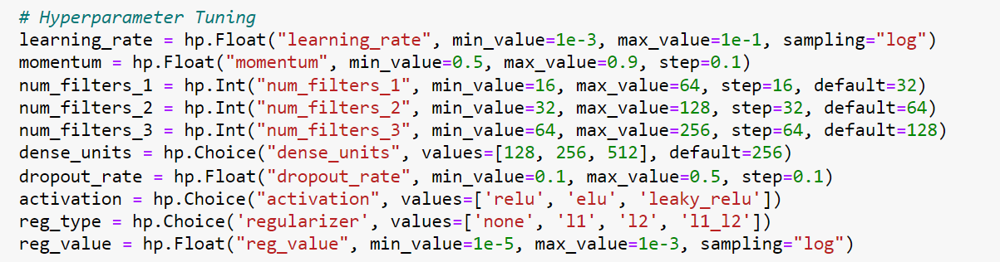 # Hyperparameter Tuning
learning_rate = hp.Float("learning_rate", min_value=1e-3, max_value=1e-1, sampling="log")
momentum = hp.Float("momentum", min_value=0.5, max_value=0.9, step=0.1)
num_filters_1 = hp.Int("num_filters_1", min_value=16, max_value=64, step=16, default=32)
num_filters_2 = hp.Int("num_filters_2", min_value=32, max_value=128, step=32, default=64)
num_filters_3 = hp.Int("num_filters_3", min_value=64, max_value=256, step=64, default=128)
dense_units = hp.Choice("dense_units", values=[128, 256, 512], default=256)
dropout_rate = hp.Float("dropout_rate", min_value=0.1, max_value=0.5, step=0.1)
activation = hp.Choice("activation", values=['relu', 'elu', 'leaky_relu'])
reg_type = hp.Choice('regularizer', values=['none', 'l1', 'l2', 'l1_l2'])
reg_value = hp.Float("reg_value", min_value=1e-5, max_value=1e-3, sampling="log")